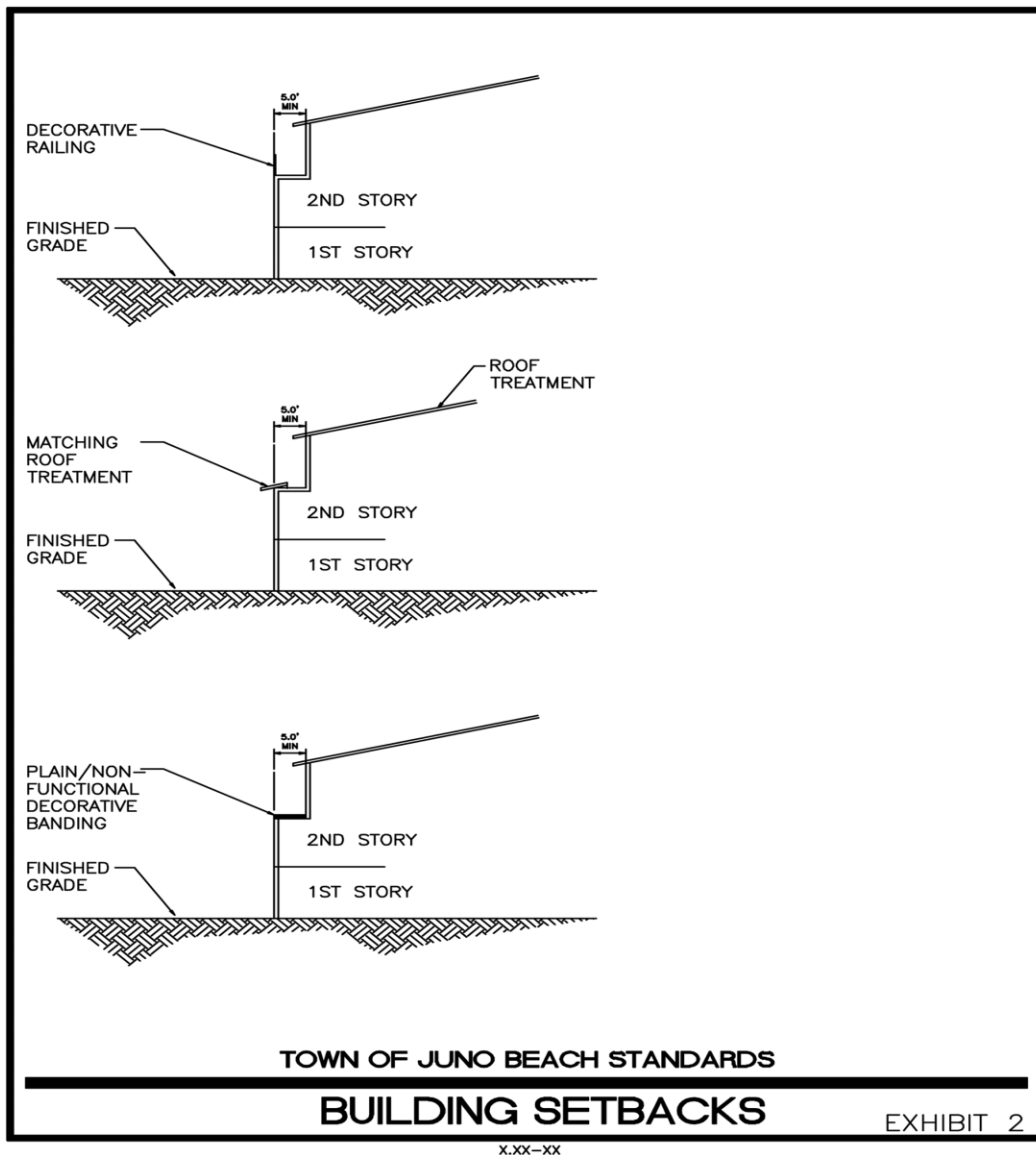 5.0'
MIN
DECORATIVE
RAILING
2ND STORY
FINISHED
GRADE
1ST STORY
ROOF
TREATMENT
5.0'
MIN
MATCHING
ROOF
TREATMENT
2ND STORY
FINISHED
GRADE
1ST STORY
5.0'
MIN
PLAIN/NON-
FUNCTIONAL
DECORATIVE
BANDING
2ND STORY
FINISHED
GRADE
1ST STORY
TOWN OF JUNO BEACH STANDARDS
BUILDING SETBACKS
EXHIBIT 2
X.XX-XX